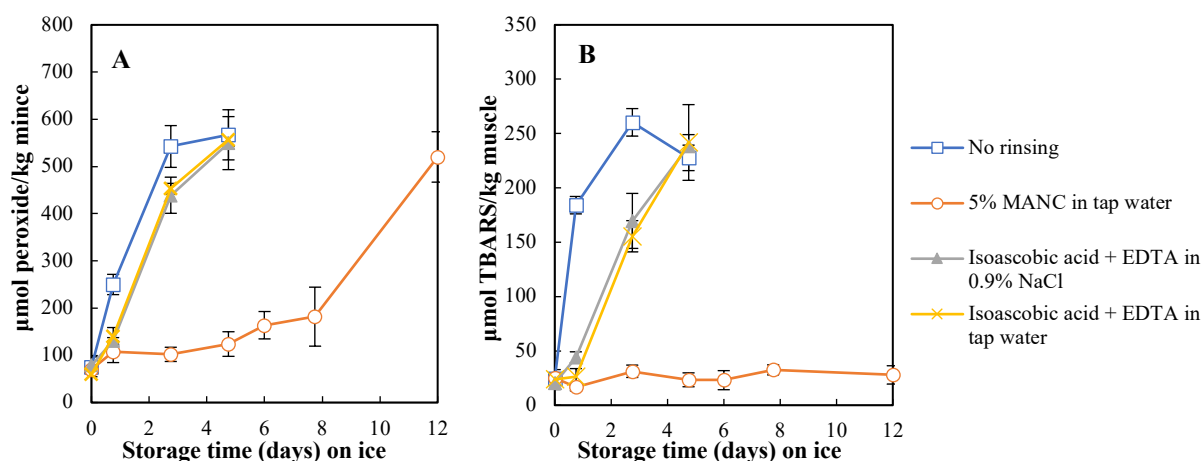 A
B
µmol peroxide/kg mince
800
700
600
500
400
300
200
100
0
0 2 4 6 8 10 12
Storage time (days) on ice
µmol TBARS/kg muscle
350
300
250
200
150
100
50
0
0 2 4 6 8 10 12
Storage time (days) on ice
No rinsing
5% MANC in tap water
Isoascobic acid + EDTA in
0.9% NaCl
Isoascobic acid + EDTA in
tap water